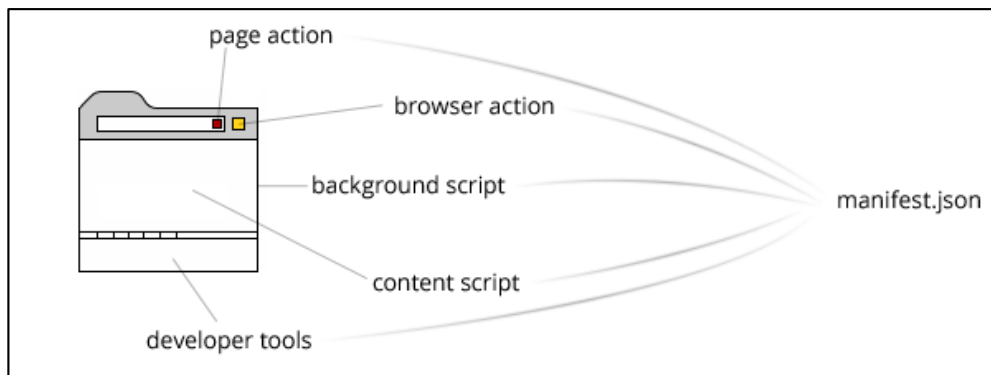 page action
browser action
background script
manifest.json
content script
developer tools